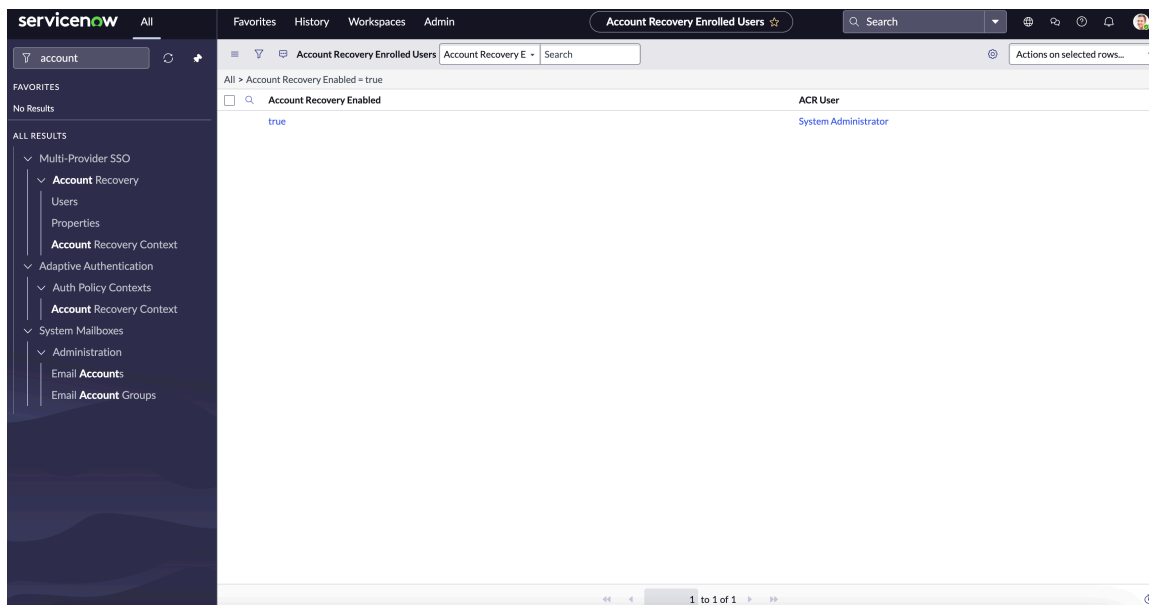 servicenow All Favorites History Workspaces Admin Account Recovery Enrolled Users Search
account Account Recovery Enrolled Users Account Recovery E Search Actions on selected rows...
All > Account Recovery Enabled = true
FAVORITES
No Results
Account Recovery Enabled ACR User
true System Administrator
ALL RESULTS
Multi-Provider SSO
Account Recovery
Users
Properties
Account Recovery Context
Adaptive Authentication
Auth Policy Contexts
Account Recovery Context
System Mailboxes
Administration
Email Accounts
Email Account Groups
1 to 1 of 1